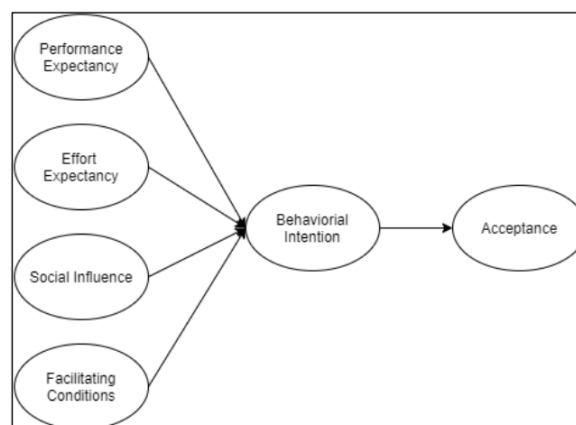 Performance
Expectancy
Effort
Expectancy
Social Influence
Facilitating
Conditions
Behaviorial
Intention
Acceptance